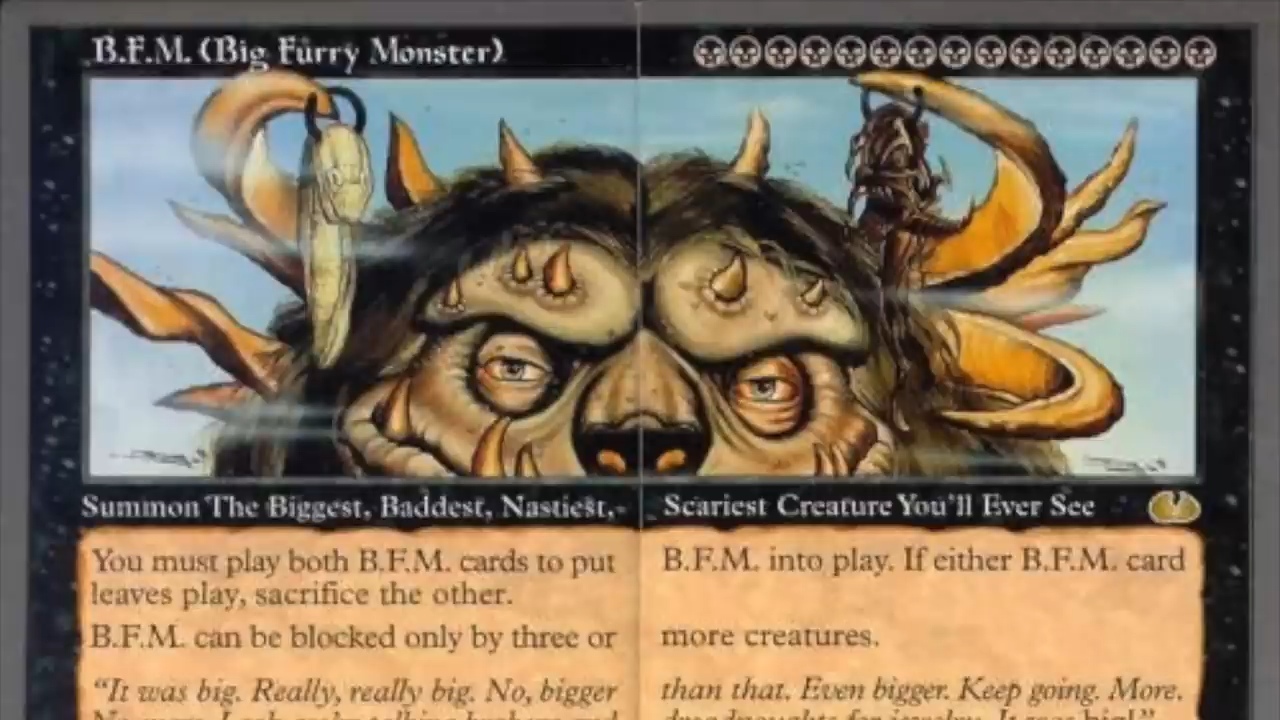 B.F.M. (Big Furry Monster)
Summon The Biggest, Baddest, Nastiest, Scariest Creature You'll Ever See
You must play both B.F.M. cards to put B.F.M. into play. If either B.F.M. card
leaves play, sacrifice the other.
B.F.M. can be blocked only by three or more creatures.
“It was big. Really, really big. No, bigger than that. Even bigger. Keep going. More.